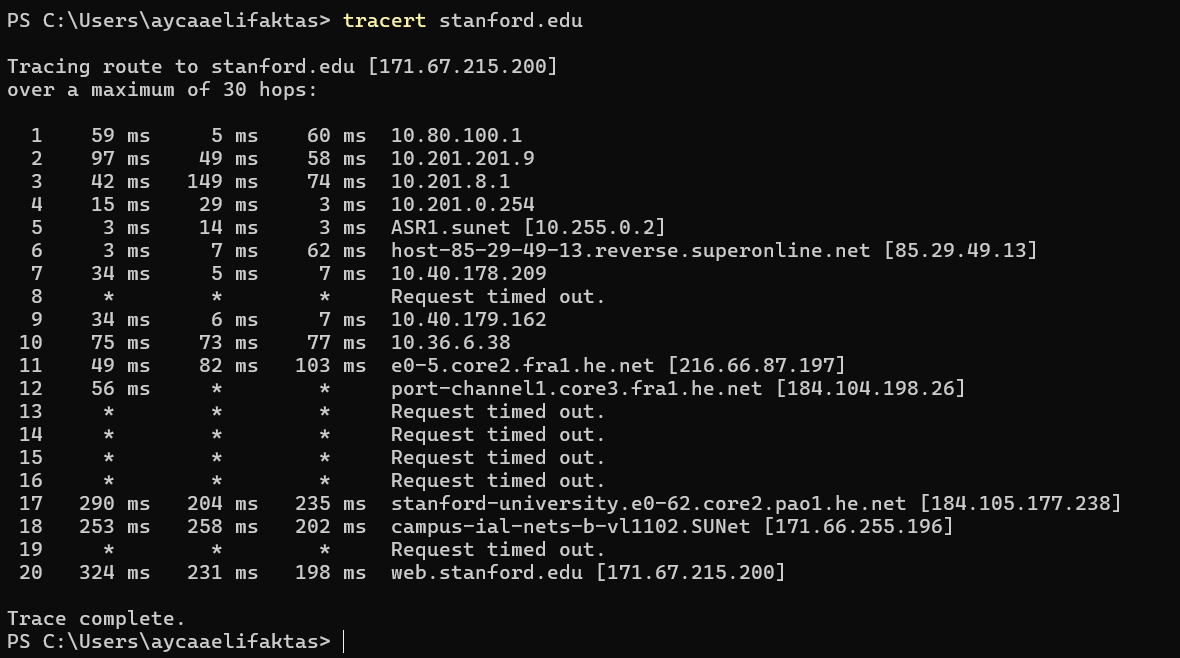 PS C:\Users\aycaaelifaktas> tracert stanford.edu
Tracing route to stanford.edu [171.67.215.200]
over a maximum of 30 hops:
1 59 ms 5 ms 60 ms 10.80.100.1
2 97 ms 49 ms 58 ms 10.201.201.9
3 42 ms 149 ms 74 ms 10.201.8.1
4 15 ms 29 ms 3 ms 10.201.0.254
5 3 ms 14 ms 3 ms ASR1.sunet [10.255.0.2]
6 3 ms 7 ms 62 ms host-85-29-49-13.reverse.superonline.net [85.29.49.13]
7 34 ms 5 ms 7 ms 10.40.178.209
8 * * * Request timed out.
9 34 ms 6 ms 7 ms 10.40.179.162
10 75 ms 73 ms 77 ms 10.36.6.38
11 49 ms 82 ms 103 ms e0-5.core2.fra1.he.net [216.66.87.197]
12 56 ms * * port-channel1.core3.fra1.he.net [184.104.198.26]
13 * * * Request timed out.
14 * * * Request timed out.
15 * * * Request timed out.
16 * * * Request timed out.
17 290 ms 204 ms 235 ms stanford-university.e0-62.core2.pao1.he.net [184.105.177.238]
18 253 ms 258 ms 202 ms campus-ial-nets-b-vl1102.SUNet [171.66.255.196]
19 * * * Request timed out.
20 324 ms 231 ms 198 ms web.stanford.edu [171.67.215.200]
Trace complete.
PS C:\Users\aycaaelifaktas>